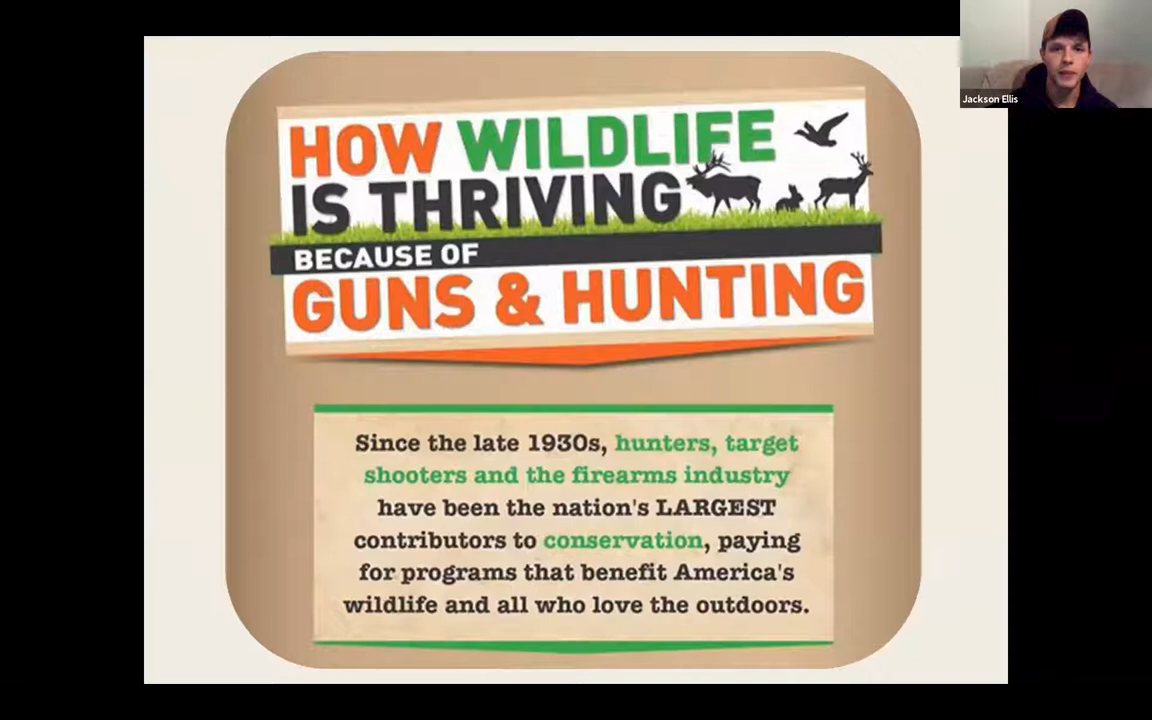 HOW WILDLIFE
IS THRIVING
BECAUSE OF
GUNS & HUNTING
Since the late 1930s, hunters, target
shooters and the firearms industry
have been the nation's LARGEST
contributors to conservation, paying
for programs that benefit America's
wildlife and all who love the outdoors.
Jackson Ellis